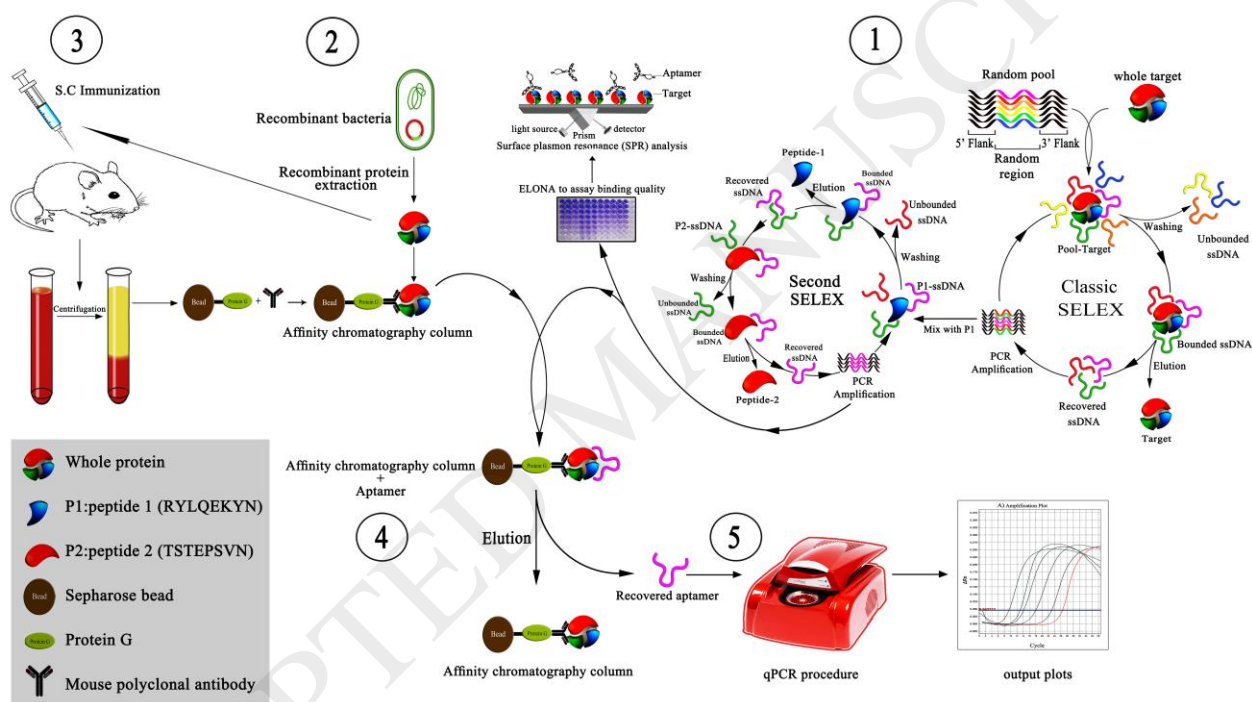 3
2
1
S.C Immunization
Recombinant bacteria
Recombinant protein
extraction
Aptamer
Target
light source
Prism
detector
Surface plasmon resonance (SPR) analysis
ELONA to assay binding quality
Random pool
whole target
5' Flank
3' Flank
Random
region
Pool-Target
Washing
Unbounded
ssDNA
Classic
SELEX
Bounded ssDNA
Elution
Target
Recovered
ssDNA
PCR
Amplification
Mix with P1
P1-ssDNA
Washing
Unbounded
ssDNA
Bounded
ssDNA
Elution
Peptide-1
Recovered
ssDNA
P2-ssDNA
Washing
Unbounded
ssDNA
Second
SELEX
Bounded
ssDNA
Elution
Peptide-2
Recovered
ssDNA
PCR
Amplification
Centrifugation
Bead
Protein G
+
Bead
Protein G
Affinity chromatography column
Affinity chromatography column
+
Aptamer
Bead
Protein G
4
Elution
5
Recovered aptamer
Bead
Protein G
Affinity chromatography column
qPCR procedure
A) Amplification Plot
Cycle
output plots
Whole protein
P1:peptide 1 (RYLQEKYN)
P2:peptide 2 (TSTEPSVN)
Bead
Sepharose bead
Protein G
Protein G
Mouse polyclonal antibody
PTED MANUSC